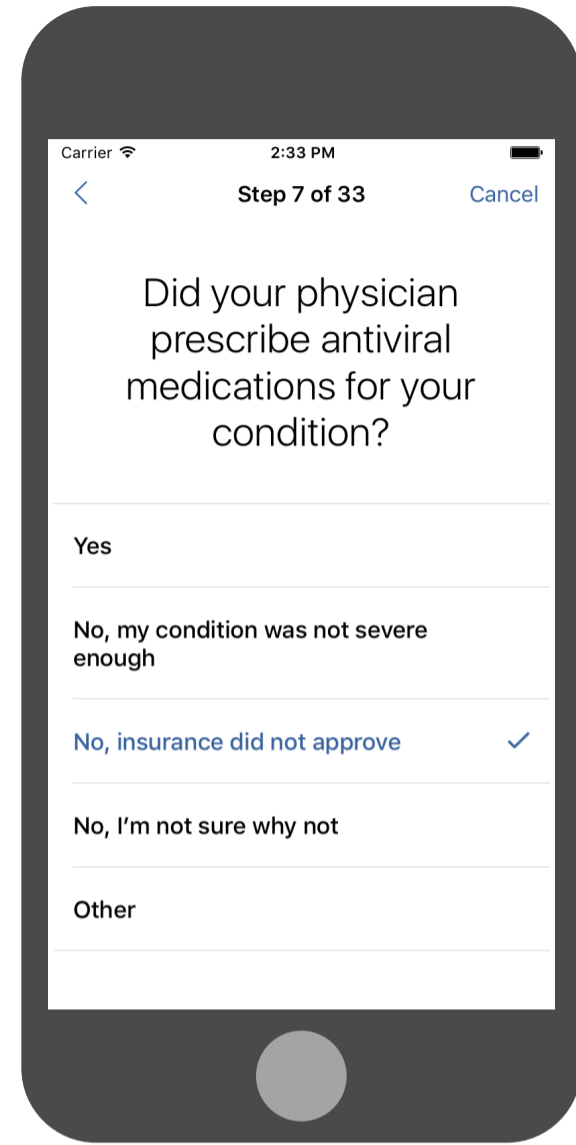 Carrier 2:33 PM
Step 7 of 33 Cancel
Did your physician
prescribe antiviral
medications for your
condition?
Yes
No, my condition was not severe
enough
No, insurance did not approve
No, I’m not sure why not
Other